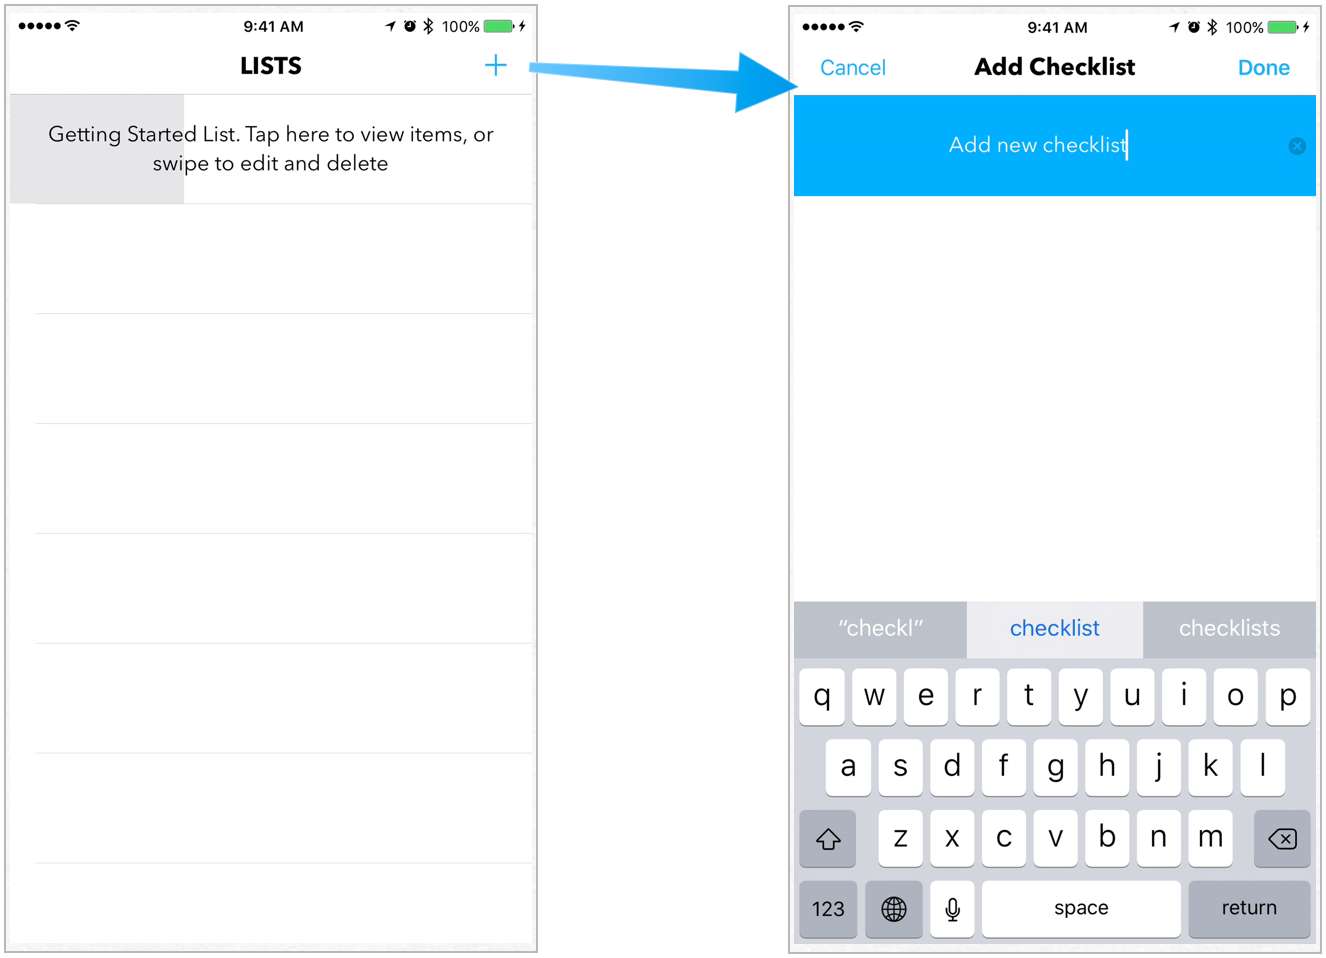 9:41 AM 100%
LISTS +
Getting Started List. Tap here to view items, or
swipe to edit and delete
9:41 AM 100%
Cancel Add Checklist Done
Add new checklist
“checkl” checklist checklists
q w e r t y u i o p
a s d f g h j k l
z x c v b n m
123 space return